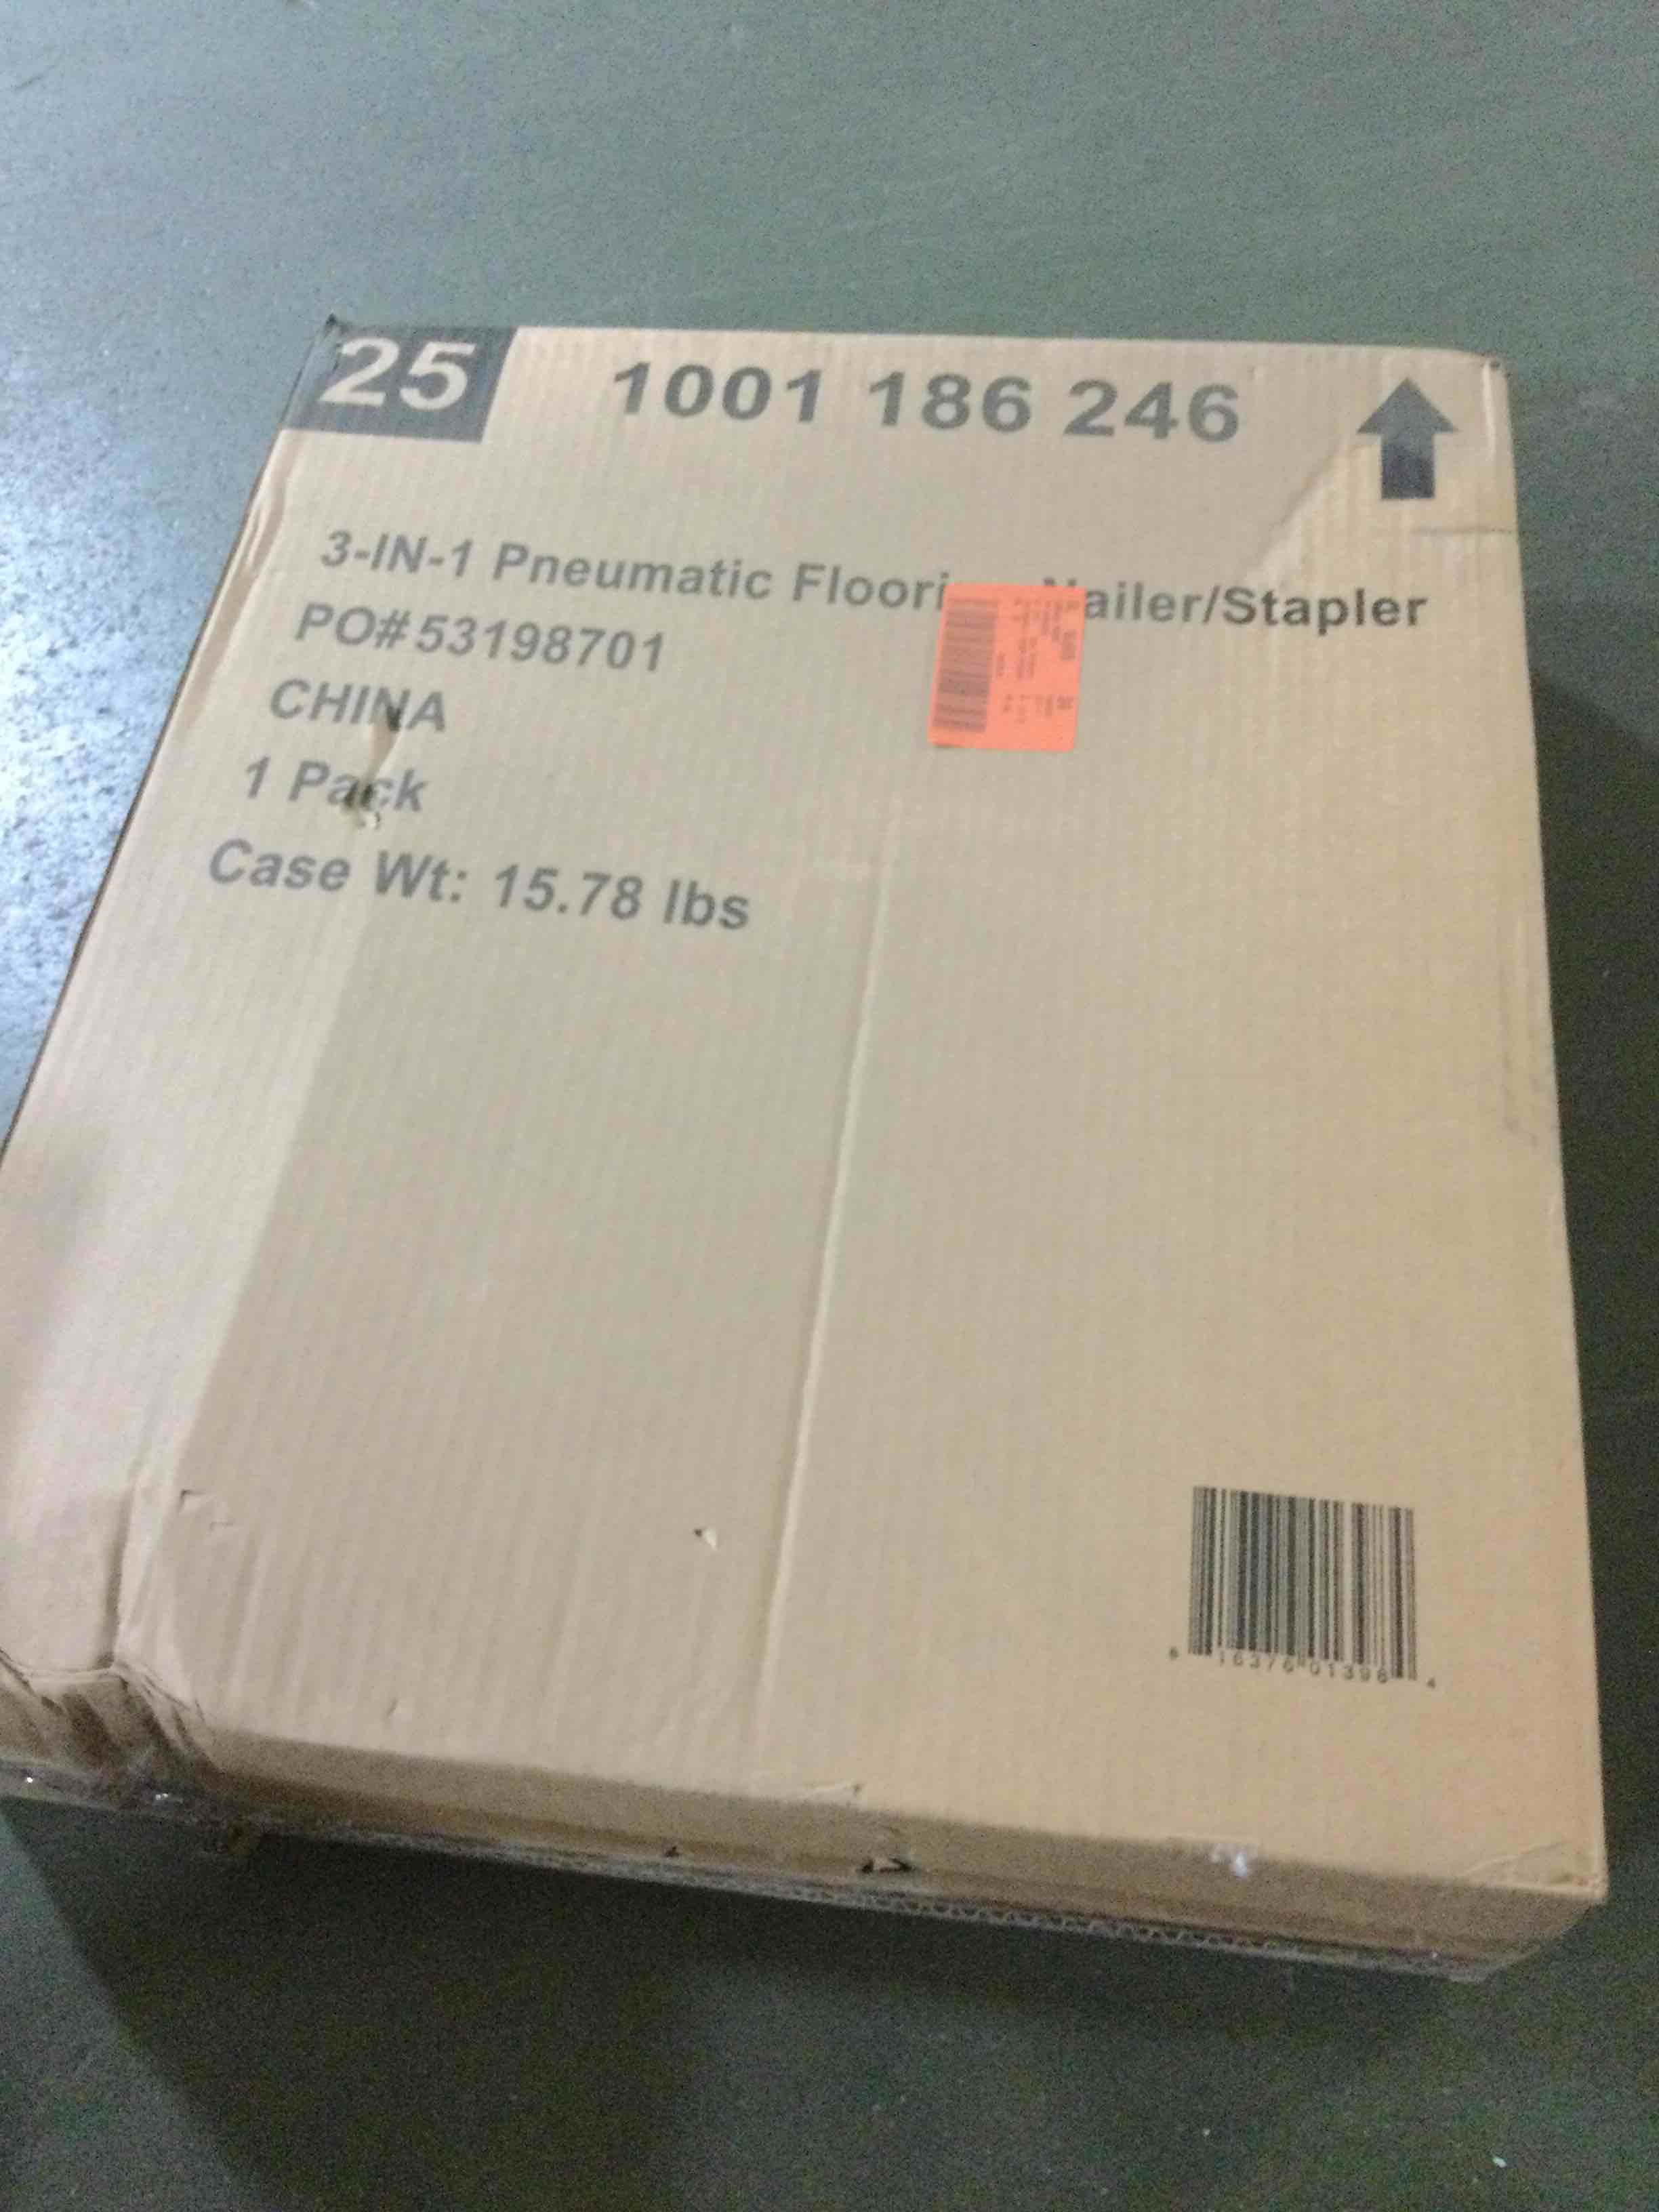 25 1001 186 246
3-IN-1 Pneumatic Floori Nailer/Stapler
PO#53198701
CHINA
1 Pack
Case Wt: 15.78 lbs